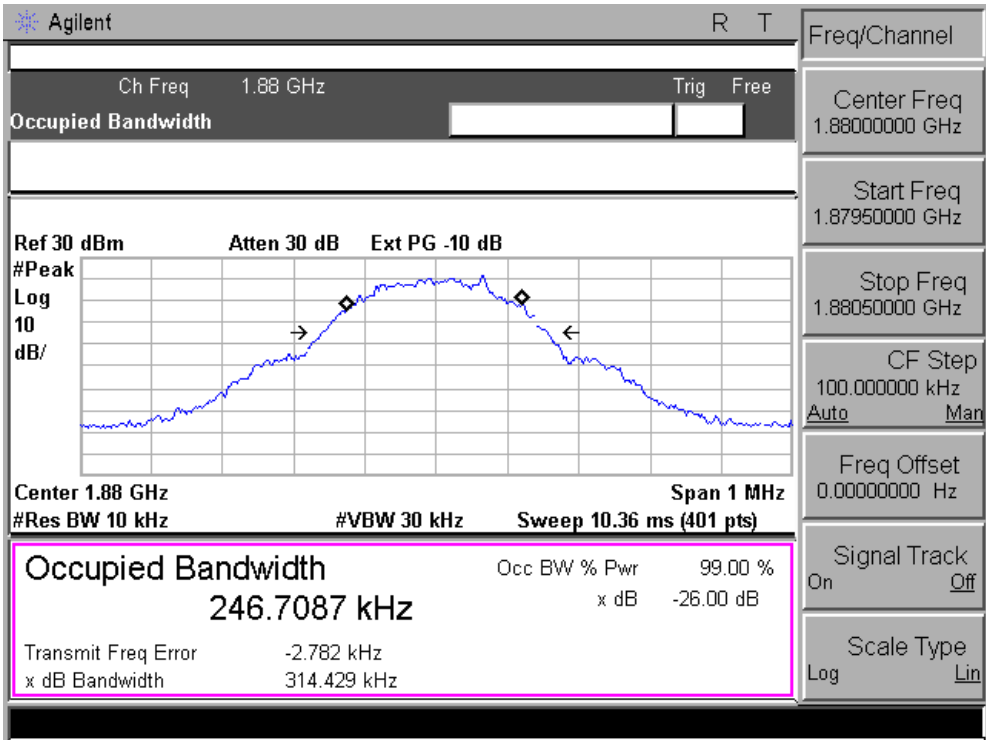 Agilent R T
Ch Freq 1.88 GHz Trig Free
Occupied Bandwidth
Ref 30 dBm Atten 30 dB Ext PG -10 dB
#Peak
Log
10
dB/
Center 1.88 GHz Span 1 MHz
#Res BW 10 kHz #VBW 30 kHz Sweep 10.36 ms (401 pts)
Occupied Bandwidth Occ BW % Pwr 99.00 %
246.7087 kHz x dB -26.00 dB
Transmit Freq Error -2.782 kHz
x dB Bandwidth 314.429 kHz
Freq/Channel
Center Freq
1.88000000 GHz
Start Freq
1.87950000 GHz
Stop Freq
1.88050000 GHz
CF Step
100.000000 kHz
Auto Man
Freq Offset
0.00000000 Hz
Signal Track
On Off
Scale Type
Log Lin